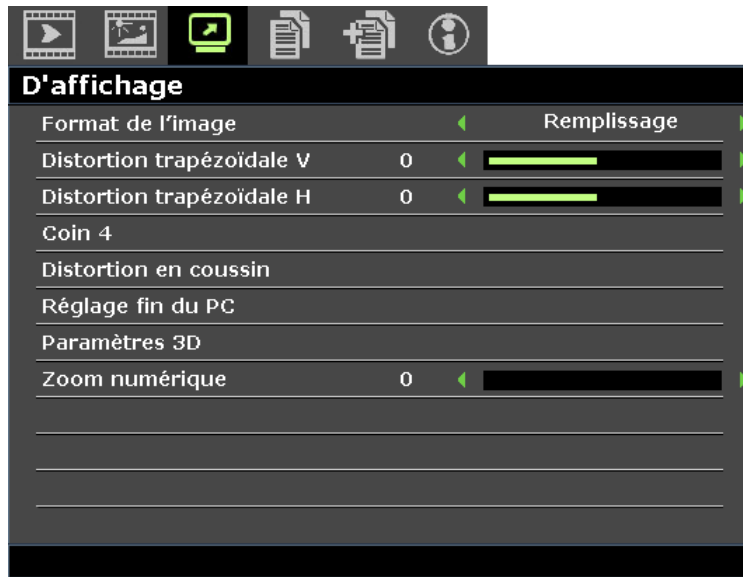 D'affichage
Format de l’image Remplissage
Distortion trapézoïdale V 0
Distortion trapézoïdale H 0
Coin 4
Distortion en coussin
Réglage fin du PC
Paramètres 3D
Zoom numérique 0